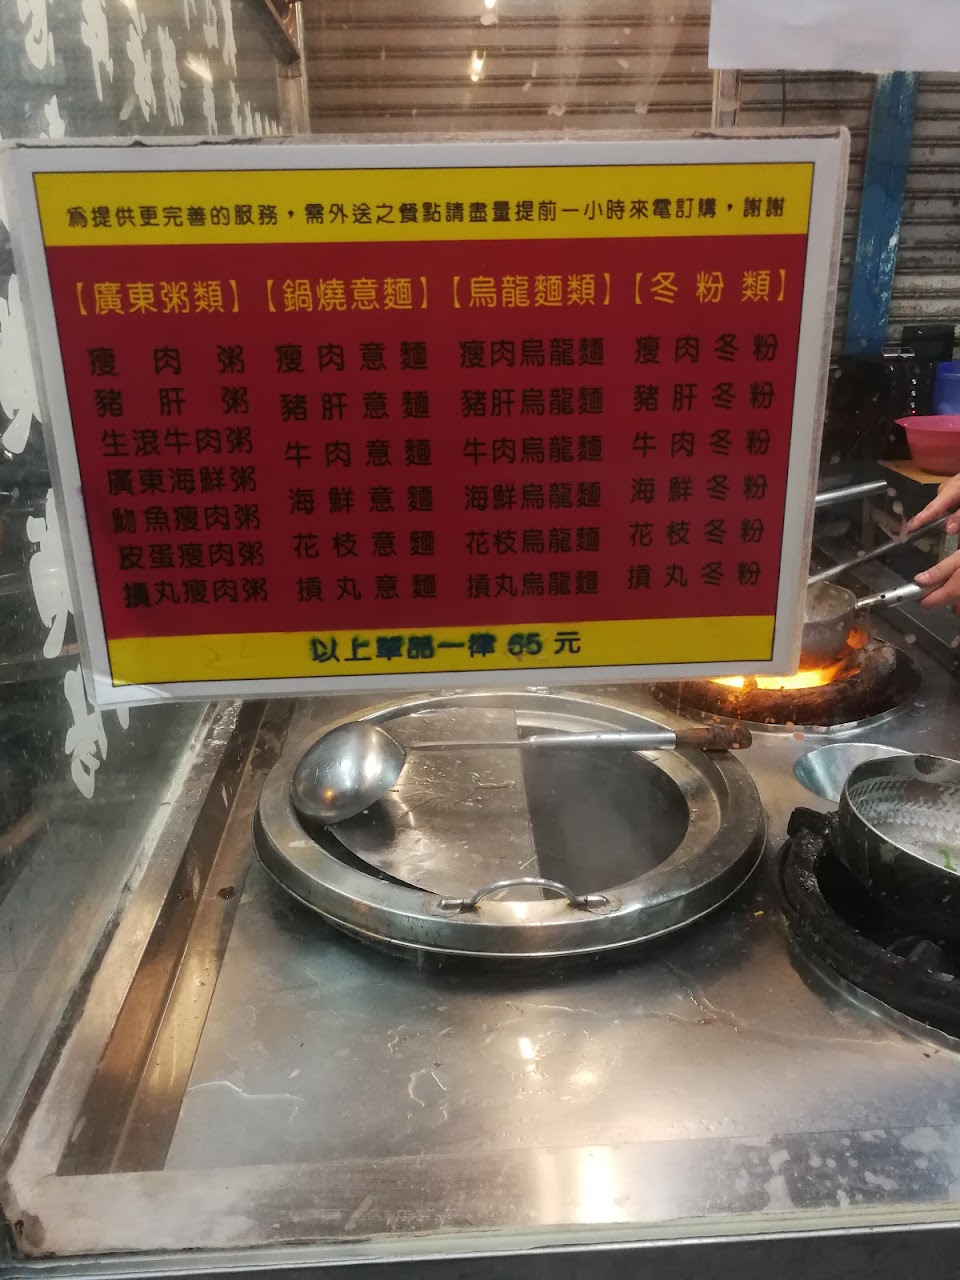 為提供更完善的服務，需外送之餐點請盡量提前一小時來電訂購，謝謝
【廣東粥類】【鍋燒意麵】【烏龍麵類】【冬粉類】
瘦肉粥 瘦肉意麵 瘦肉烏龍麵 瘦肉冬粉
豬肝粥 豬肝意麵 豬肝烏龍麵 豬肝冬粉
生滾牛肉粥 牛肉意麵 牛肉烏龍麵 牛肉冬粉
廣東海鮮粥 海鮮意麵 海鮮烏龍麵 海鮮冬粉
魩魚瘦肉粥 花枝意麵 花枝烏龍麵 花枝冬粉
皮蛋瘦肉粥 摃丸意麵 摃丸烏龍麵 摃丸冬粉
摃丸瘦肉粥
以上單品一律 65 元